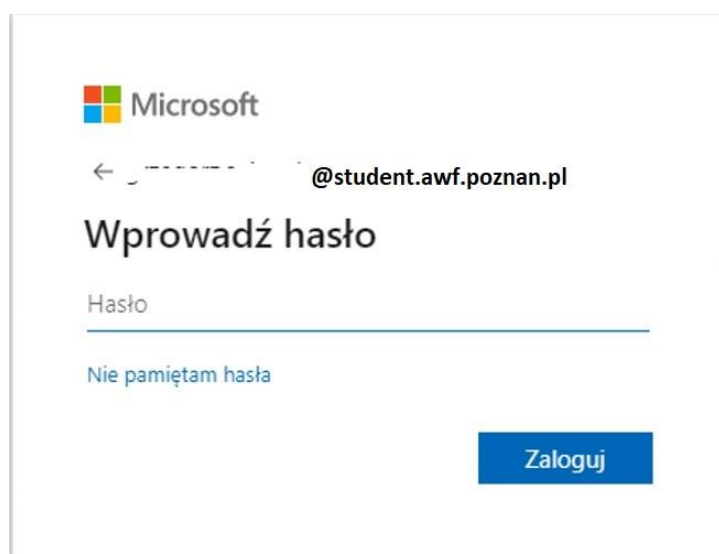 Microsoft
@student.awf.poznan.pl
Wprowadź hasło
Hasło
Nie pamiętam hasła
Zaloguj